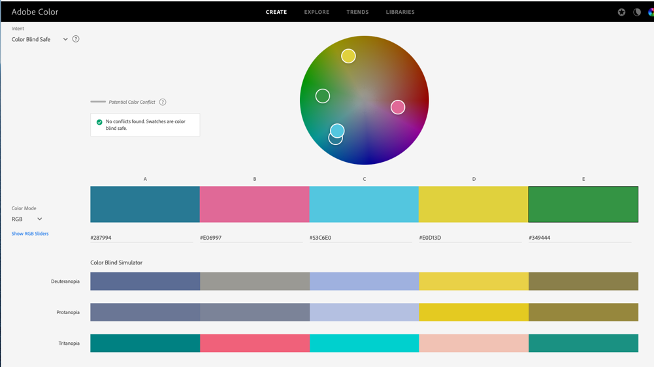 Adobe Color
CREATE EXPLORE TRENDS LIBRARIES
Intent
Color Blind Safe
Potential Color Conflict
No conflicts found. Swatches are color
blind safe.
A B C D E
Color Mode
RGB
Show RGB Sliders
#287994 #E06997 #53C6E0 #E0D13D #349444
Color Blind Simulator
Deuteranopia
Protanopia
Tritanopia